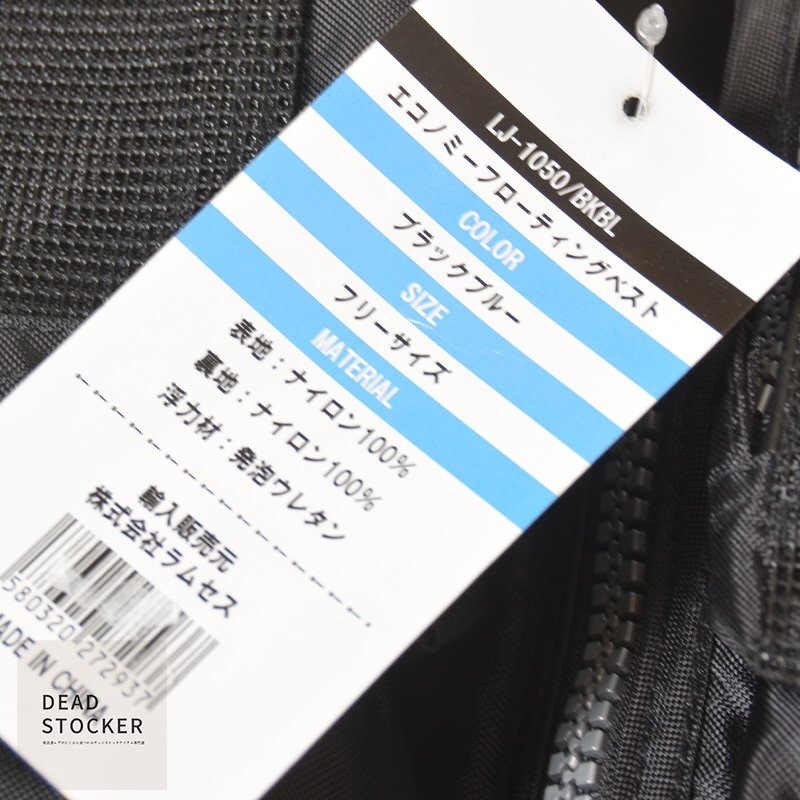 LJ-1050/BKBL
エコノミーフローティングベスト
COLOR
ブラックブルー
SIZE
フリーサイズ
MATERIAL
表地：ナイロン100%
裏地：ナイロン100%
浮力材：発泡ウレタン
輸入販売元
株式会社ラムセス
580320 272937
MADE IN CHINA
DEAD
STOCKER